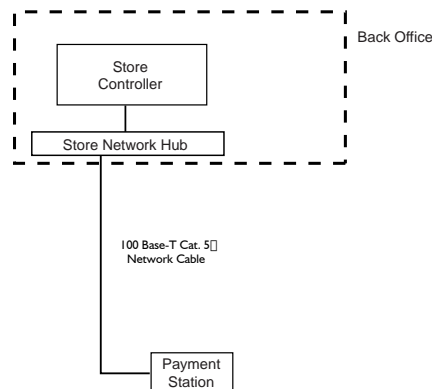 Back Office
Store
Controller
Store Network Hub
100 Base-T Cat. 5□
Network Cable
Payment
Station